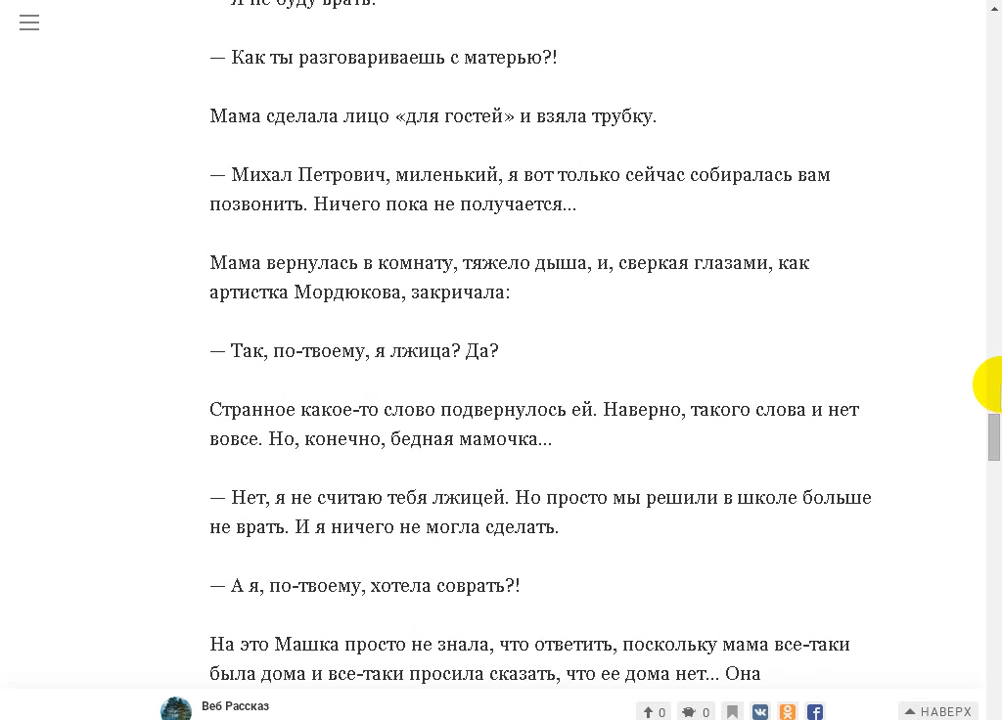 — Я не буду врать.
— Как ты разговариваешь с матерью?!
Мама сделала лицо «для гостей» и взяла трубку.
— Михал Петрович, миленький, я вот только сейчас собиралась вам
позвонить. Ничего пока не получается...
Мама вернулась в комнату, тяжело дыша, и, сверкая глазами, как
артистка Мордюкова, закричала:
— Так, по-твоему, я лжица? Да?
Странное какое-то слово подвернулось ей. Наверно, такого слова и нет
вовсе. Но, конечно, бедная мамочка...
— Нет, я не считаю тебя лжицей. Но просто мы решили в школе больше
не врать. И я ничего не могла сделать.
— А я, по-твоему, хотела соврать?!
На это Машка просто не знала, что ответить, поскольку мама все-таки
была дома и все-таки просила сказать, что ее дома нет... Она
Веб Рассказ
0
0
НАВЕРХ